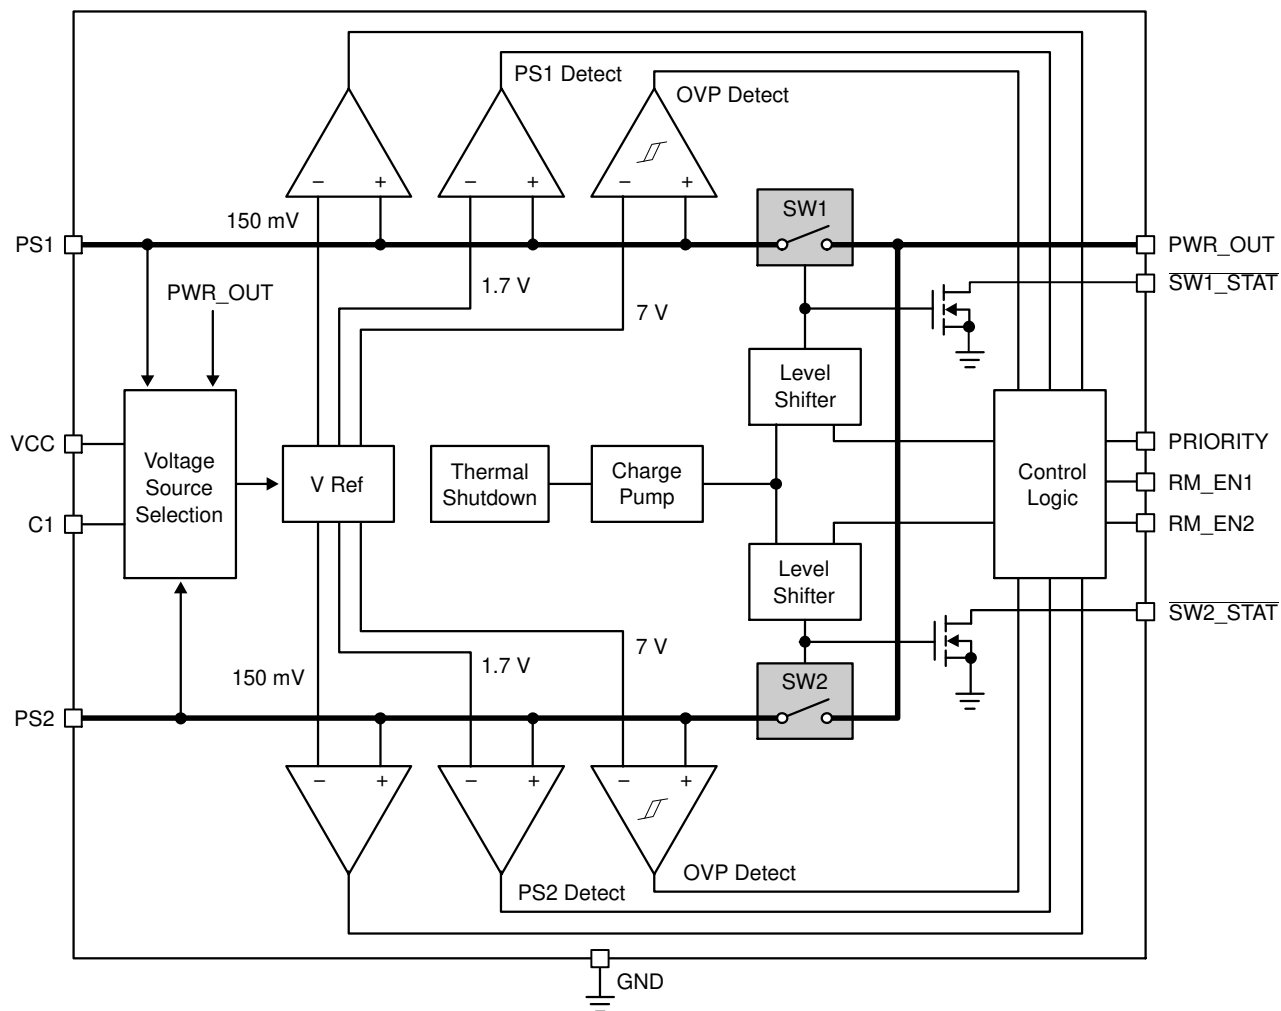 PS1 Detect
OVP Detect
− +
− +
− +
150 mV
SW1
PS1
PWR_OUT
SW1_STAT
PWR_OUT
1.7 V
7 V
Level
Shifter
VCC
C1
Voltage
Source
Selection
V Ref
Thermal
Shutdown
Charge
Pump
Control
Logic
PRIORITY
RM_EN1
RM_EN2
Level
Shifter
SW2_STAT
7 V
1.7 V
150 mV
SW2
PS2
− +
− +
− +
OVP Detect
PS2 Detect
GND